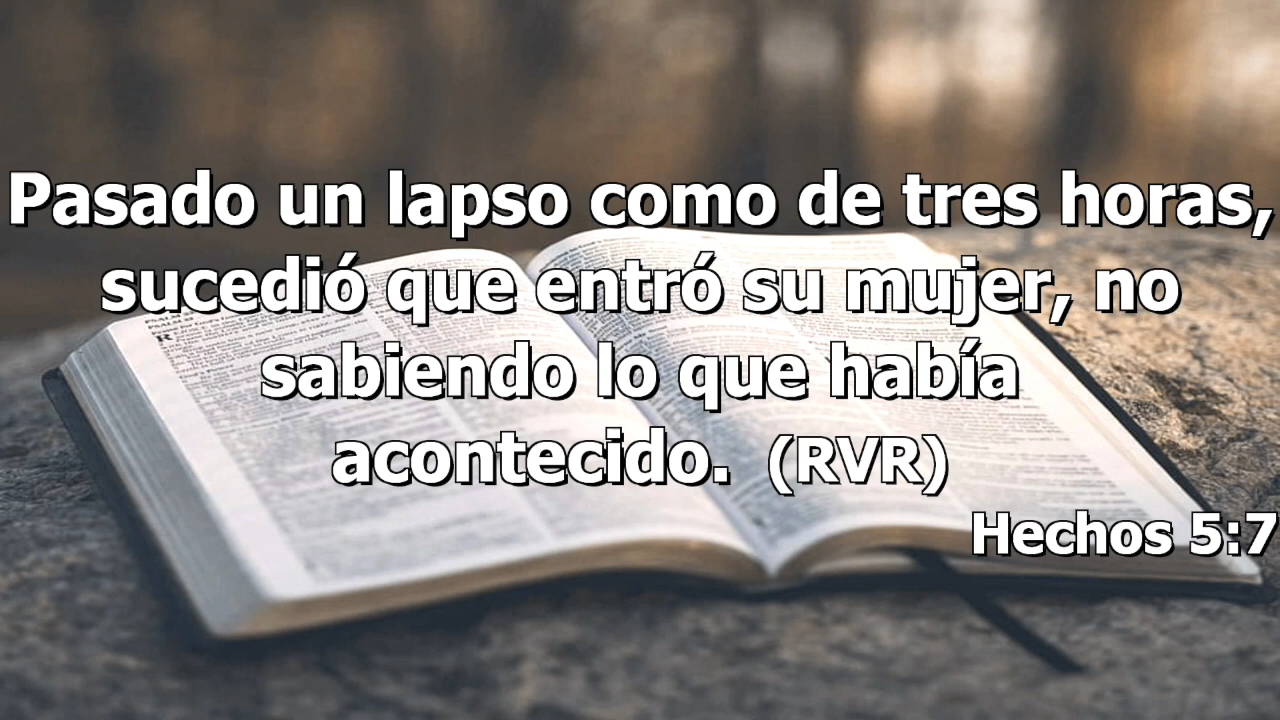 Pasado un lapso como de tres horas,
sucedió que entró su mujer, no
sabiendo lo que había
acontecido. (RVR)
Hechos 5:7